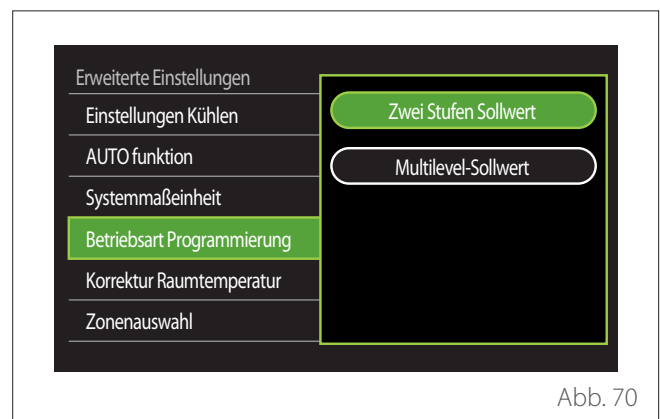 Erweiterte Einstellungen
Einstellungen Kühlen
AUTO funktion
Systemmaßeinheit
Betriebsart Programmierung
Korrektur Raumtemperatur
Zonenauswahl
Zwei Stufen Sollwert
Multilevel-Sollwert
Abb. 70